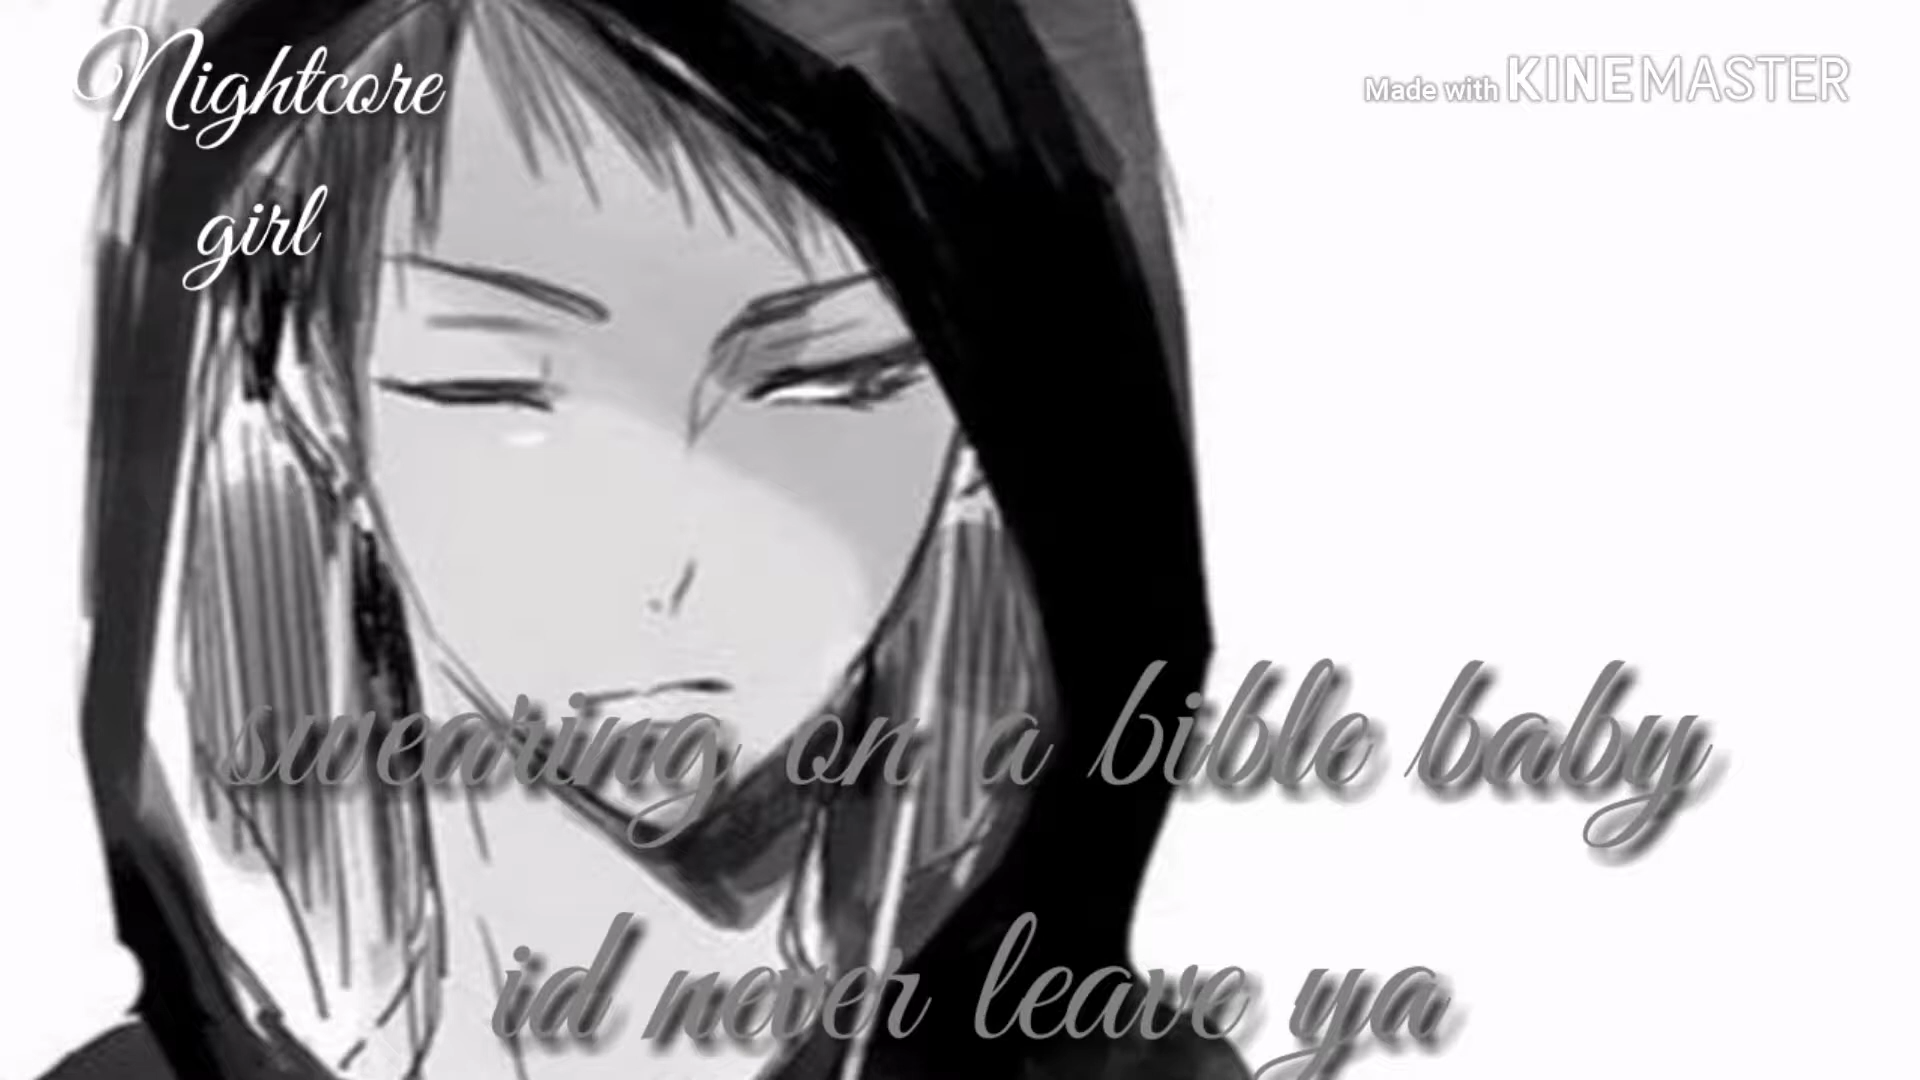 Nightcore
girl
Made with KINEMASTER
swearing on a bible baby
id never leave ya